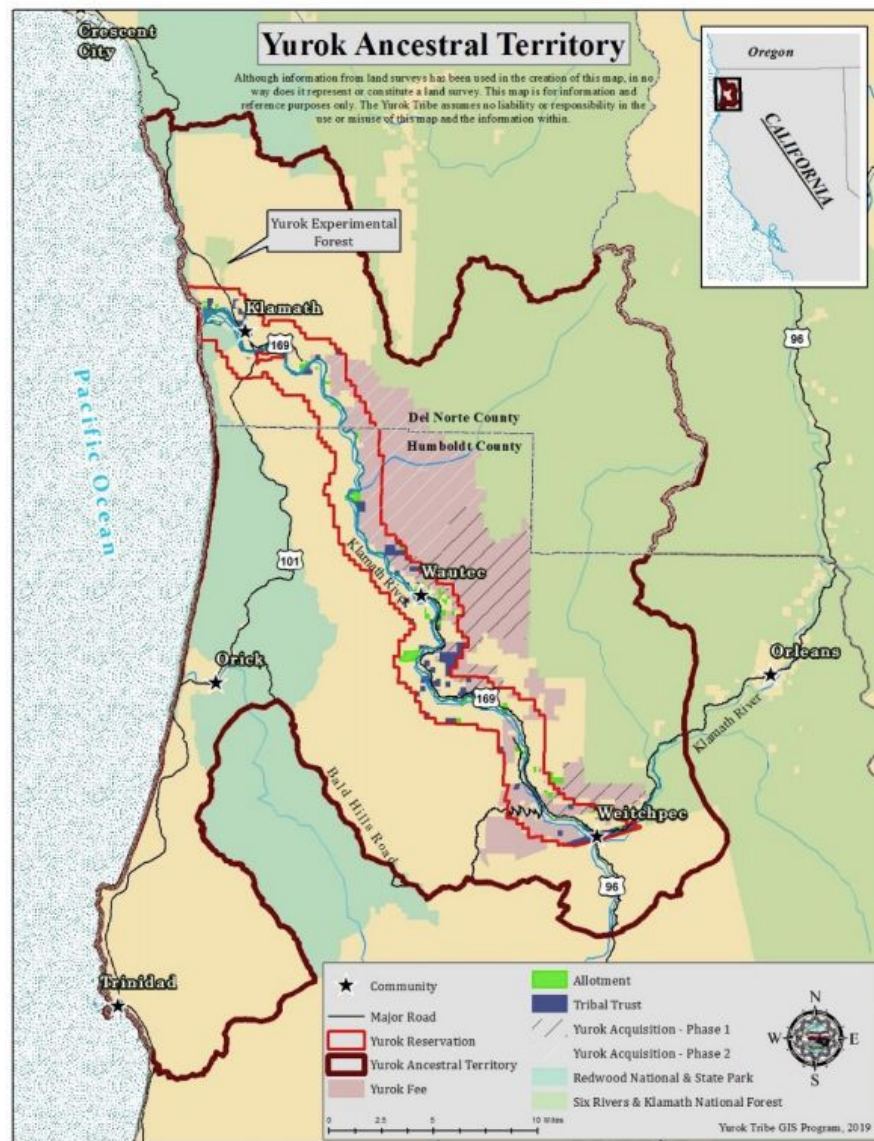 Crescent
City
Yurok Ancestral Territory
Although information from land surveys has been used in the creation of this map, in no
way does it represent or constitute a land survey. This map is for information and
reference purposes only. The Yurok Tribe assumes no liability or responsibility in the
use or misuse of this map and the information within.
Oregon
CALIFORNIA
Yurok Experimental
Forest
Klamath
169
96
Pacific Ocean
Del Norte County
Humboldt County
101
Klamath River
Wautec
Orick
Orleans
169
Klamath River
Bald Hills Road
Weitchpec
96
Trinidad
Community
Major Road
Yurok Reservation
Yurok Ancestral Territory
Yurok Fee
Allotment
Tribal Trust
Yurok Acquisition - Phase 1
Yurok Acquisition - Phase 2
Redwood National & State Park
Six Rivers & Klamath National Forest
N
W
E
S
0 2.5 5 10 Miles
Yurok Tribe GIS Program, 2019